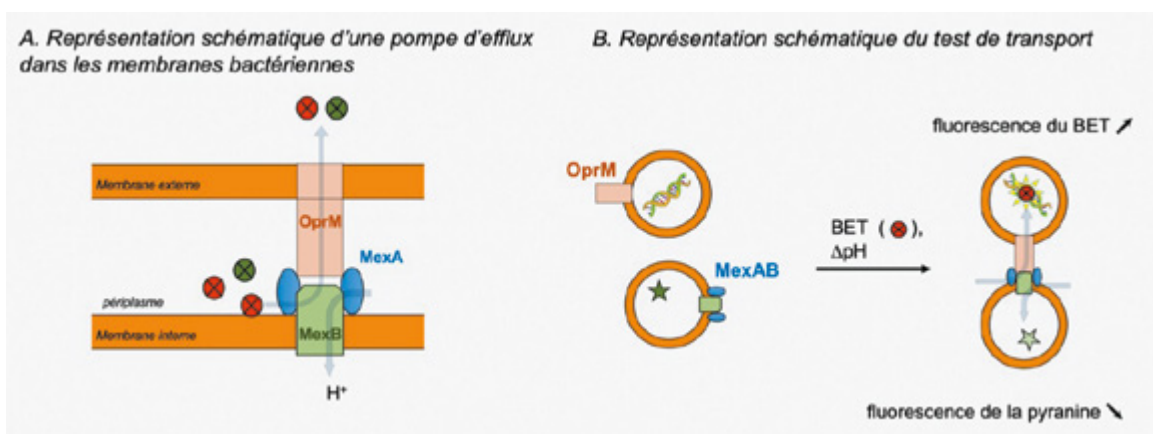 A. Représentation schématique d'une pompe d'efflux
dans les membranes bactériennes
B. Représentation schématique du test de transport
Membrane externe
OprM
MexA
périplasme
Membrane interne
MexB
H⁺
fluorescence du BET ↗
OprM
MexAB
BET ( ),
ΔpH
fluorescence de la pyranine ↘